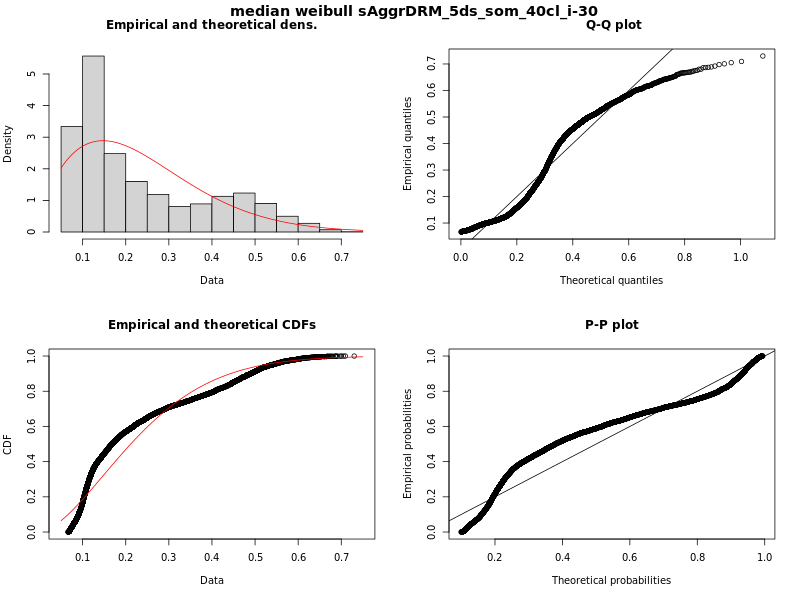 median weibull sAggrDRM_5ds_som_40cl_i-30
Empirical and theoretical dens.
Density
0 1 2 3 4 5
0.1 0.2 0.3 0.4 0.5 0.6 0.7
Data
Q-Q plot
Empirical quantiles
0.1 0.2 0.3 0.4 0.5 0.6 0.7
0.0 0.2 0.4 0.6 0.8 1.0
Theoretical quantiles
Empirical and theoretical CDFs
CDF
0.0 0.2 0.4 0.6 0.8 1.0
0.1 0.2 0.3 0.4 0.5 0.6 0.7
Data
P-P plot
Empirical probabilities
0.0 0.2 0.4 0.6 0.8 1.0
0.2 0.4 0.6 0.8 1.0
Theoretical probabilities